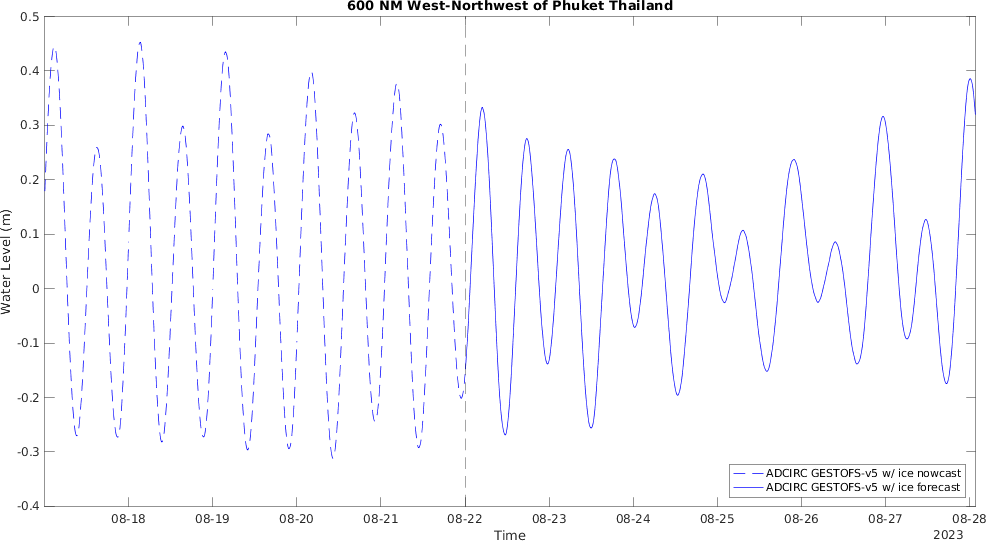 600 NM West-Northwest of Phuket Thailand
0.5
0.4
0.3
0.2
0.1
0
-0.1
-0.2
-0.3
-0.4
Water Level (m)
ADCIRC GESTOFS-v5 w/ ice nowcast
ADCIRC GESTOFS-v5 w/ ice forecast
08-18 08-19 08-20 08-21 08-22 08-23 08-24 08-25 08-26 08-27 08-28
Time
2023